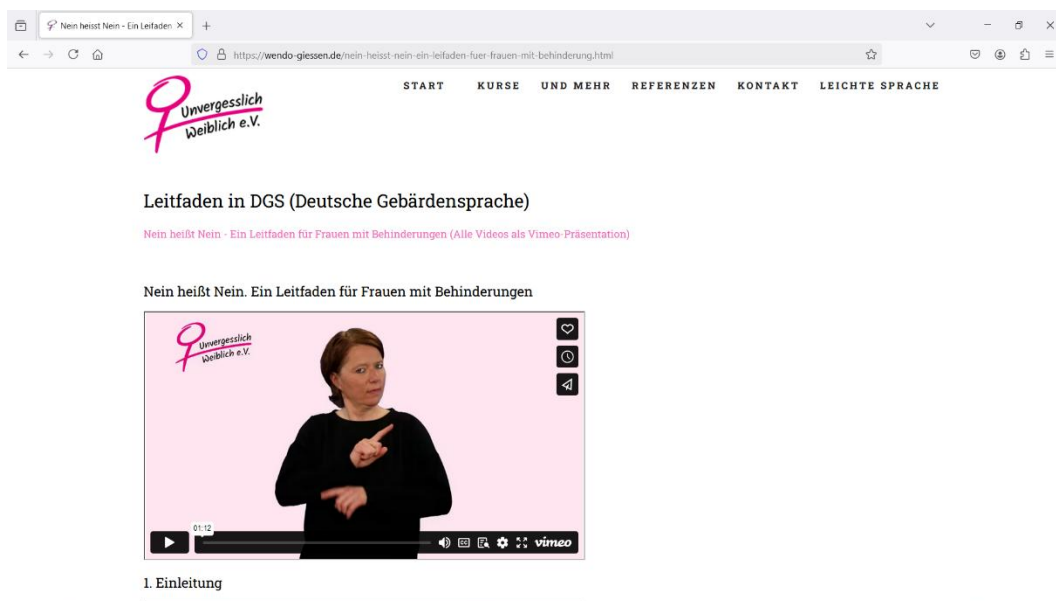 Nein heisst Nein - Ein Leitfaden
https://wendo-giessen.de/nein-heisst-nein-ein-leifaden-fuer-frauen-mit-behinderung.html
Unvergesslich
Weiblich e.V.
START KURSE UND MEHR REFERENZEN KONTAKT LEICHTE SPRACHE
Leitfaden in DGS (Deutsche Gebärdensprache)
Nein heißt Nein - Ein Leitfaden für Frauen mit Behinderungen (Alle Videos als Vimeo-Präsentation)
Nein heißt Nein. Ein Leitfaden für Frauen mit Behinderungen
Unvergesslich
Weiblich e.V.
01:12
CC
vimeo
1. Einleitung